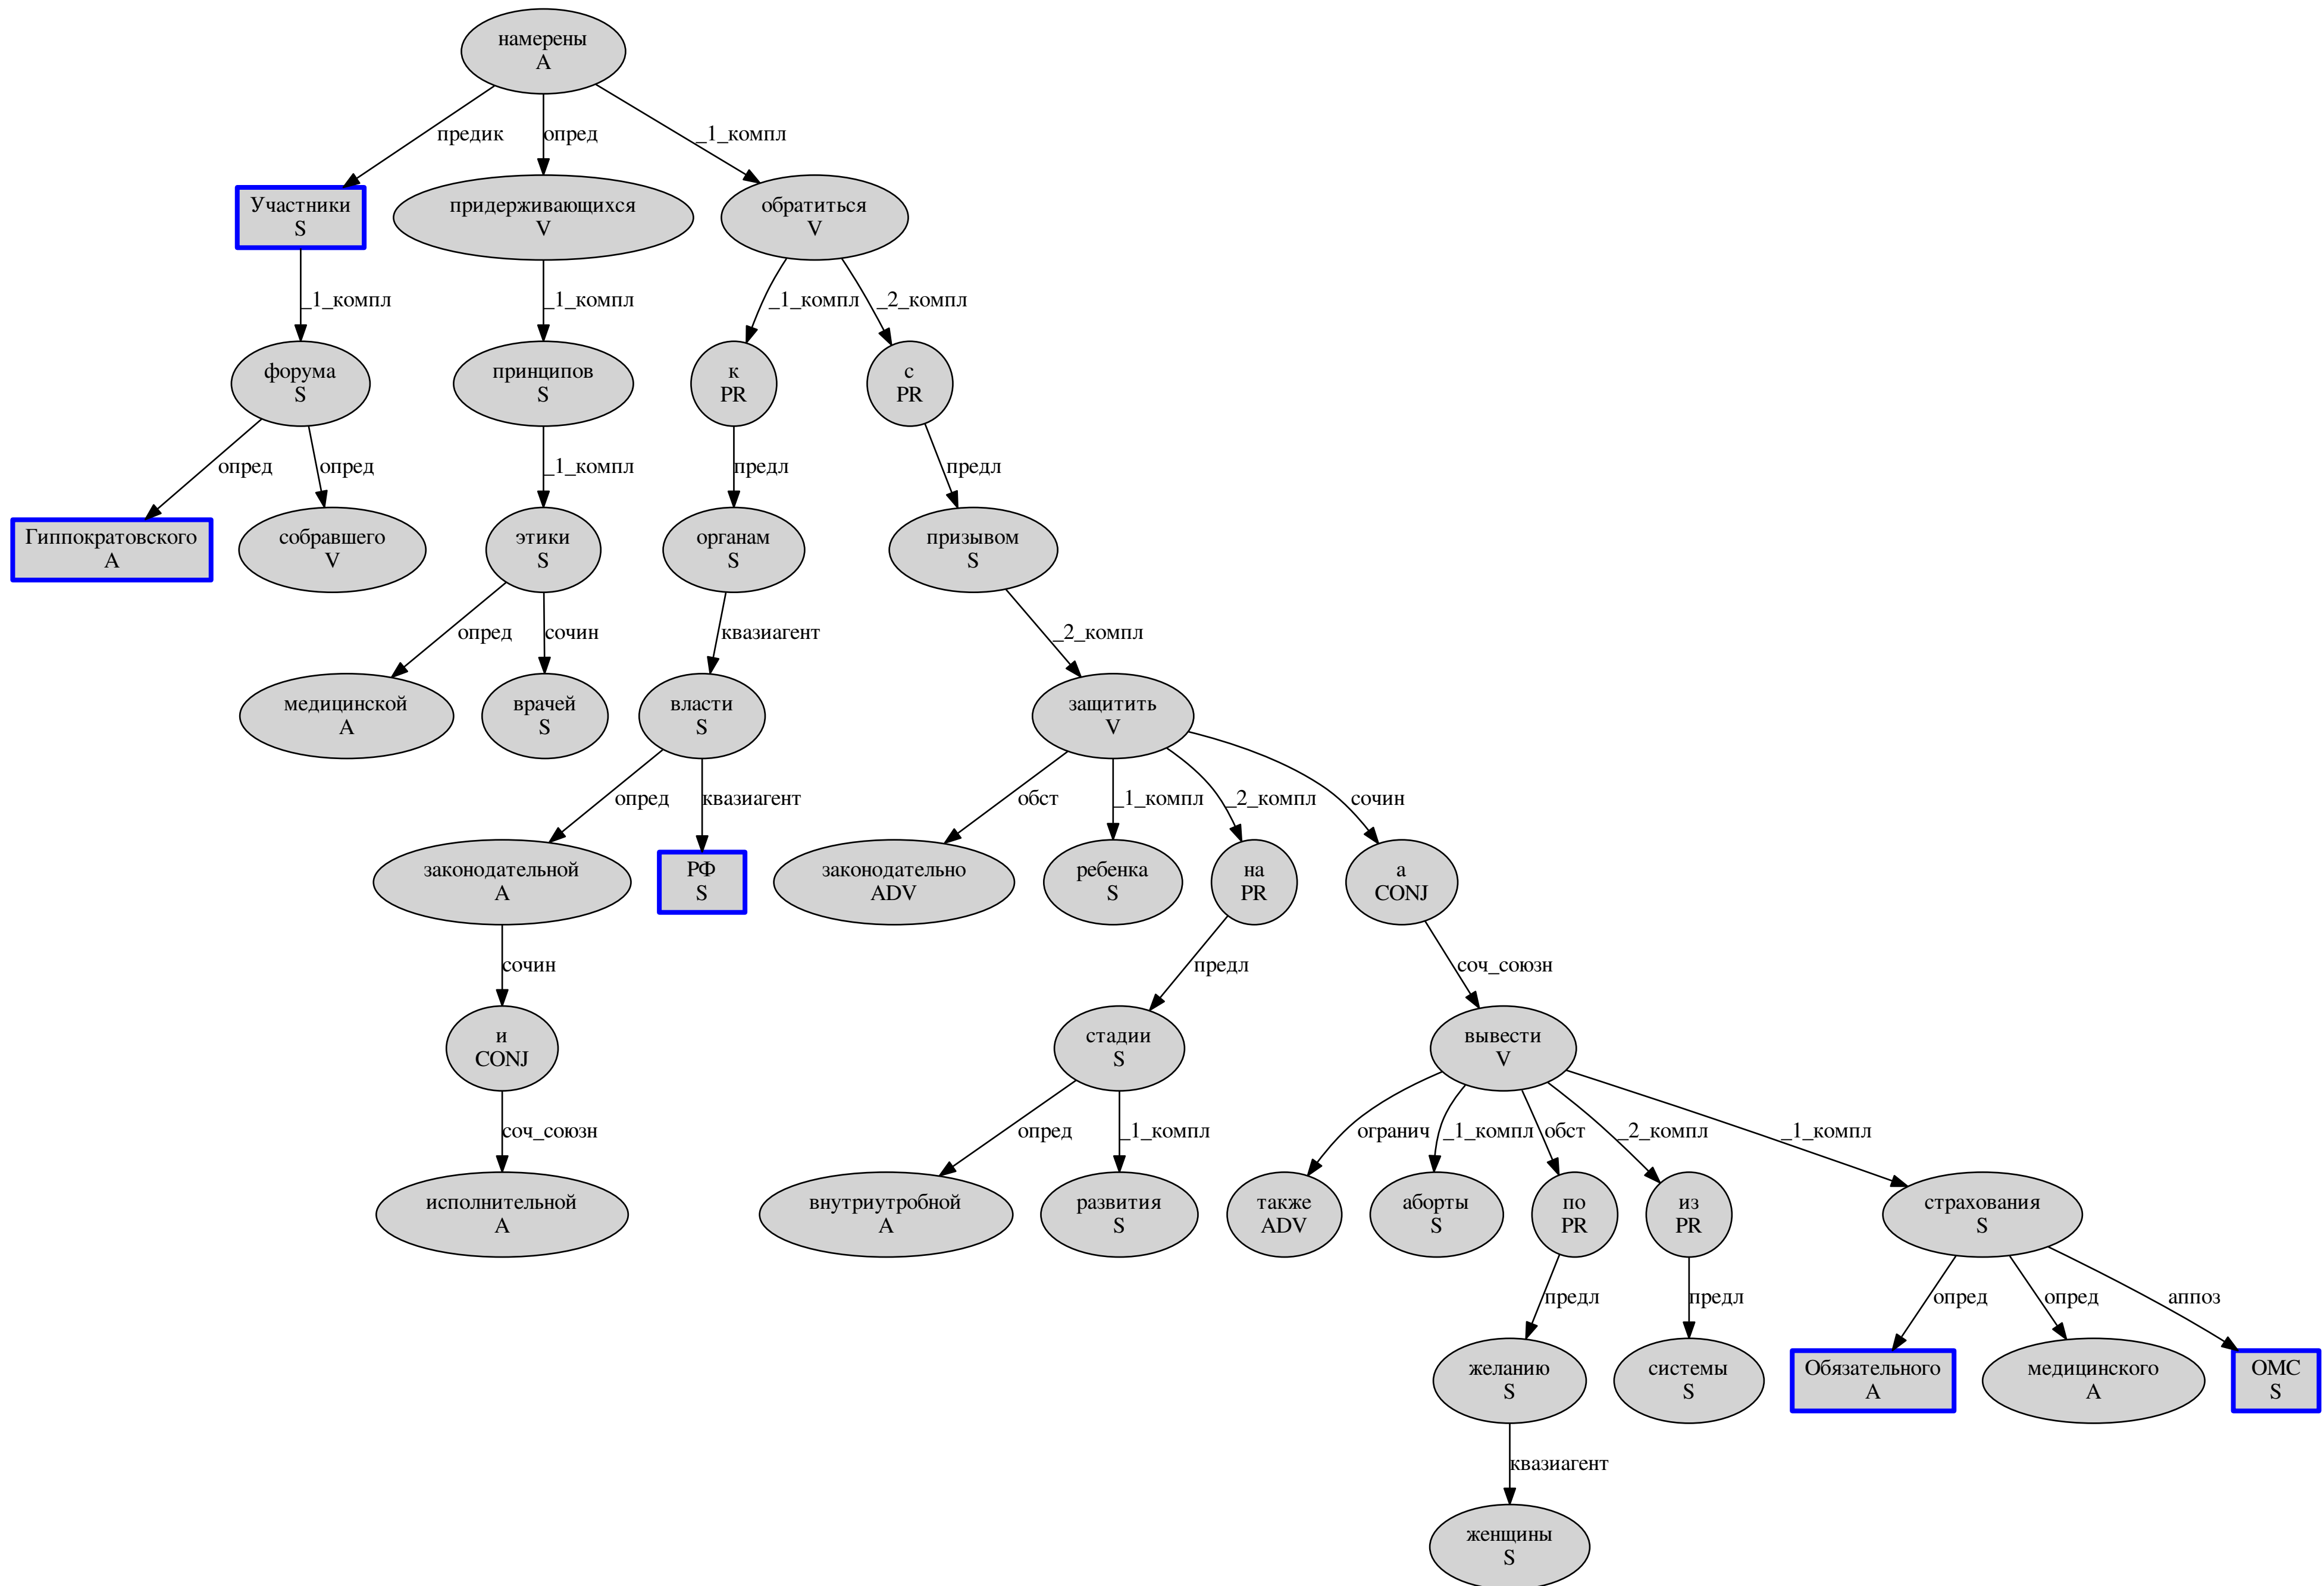 намерены
A
предик
опред
_1_компл
Участники
S
придерживающихся
V
обратиться
V
_1_компл
_1_компл
_1_компл
_2_компл
форума
S
принципов
S
к
PR
с
PR
опред
опред
_1_компл
предл
предл
Гиппократовского
A
собравшего
V
этики
S
органам
S
призывом
S
опред
сочин
квазиагент
_2_компл
медицинской
A
врачей
S
власти
S
защитить
V
опред
квазиагент
обст
_1_компл
_2_компл
сочин
законодательной
A
РФ
S
законодательно
ADV
ребенка
S
на
PR
а
CONJ
сочин
предл
соч_союзн
и
CONJ
стадии
S
вывести
V
соч_союзн
опред
_1_компл
огранич
_1_компл
обст
_2_компл
_1_компл
исполнительной
A
внутриутробной
A
развития
S
также
ADV
аборты
S
по
PR
из
PR
страхования
S
предл
предл
опред
опред
аппоз
желанию
S
системы
S
Обязательного
A
медицинского
A
ОМС
S
квазиагент
женщины
S